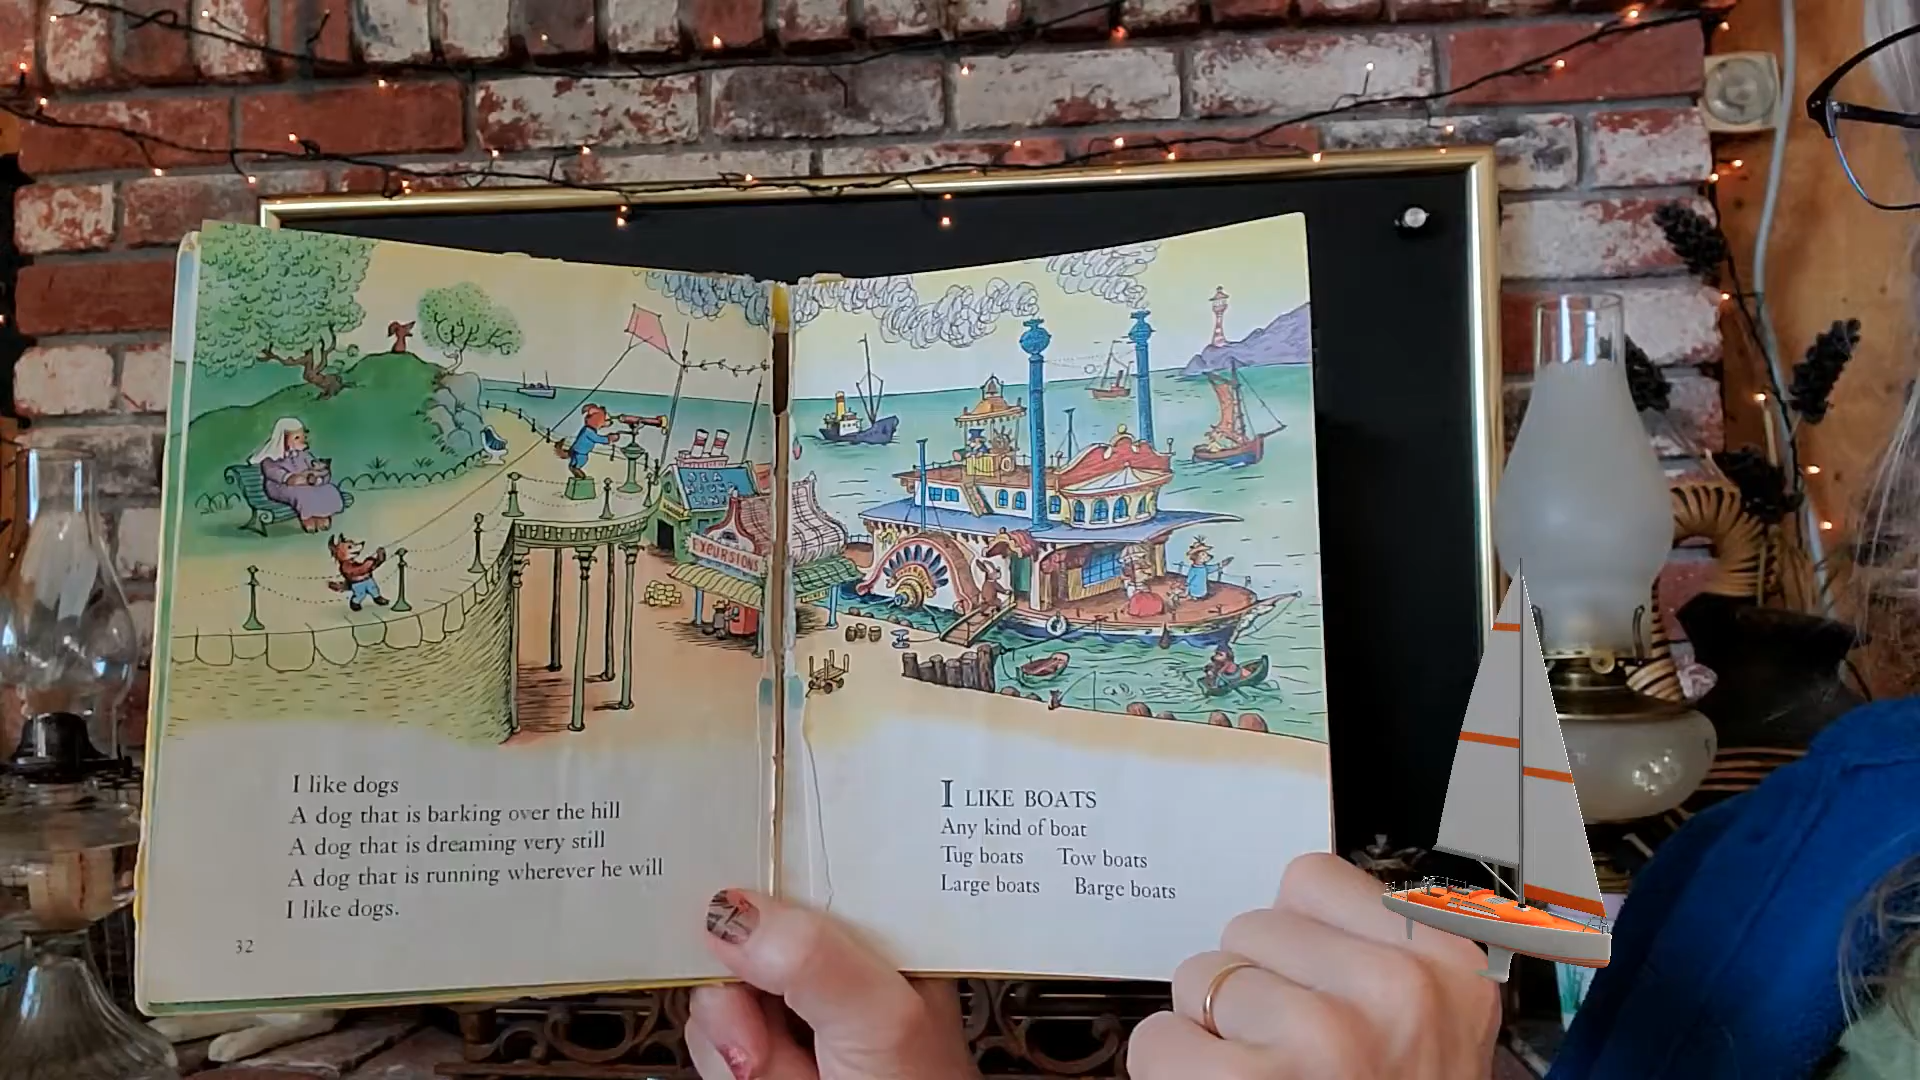 SEA
EXCURSIONS
I like dogs
A dog that is barking over the hill
A dog that is dreaming very still
A dog that is running wherever he will
I like dogs.
32
I LIKE BOATS
Any kind of boat
Tug boats Tow boats
Large boats Barge boats